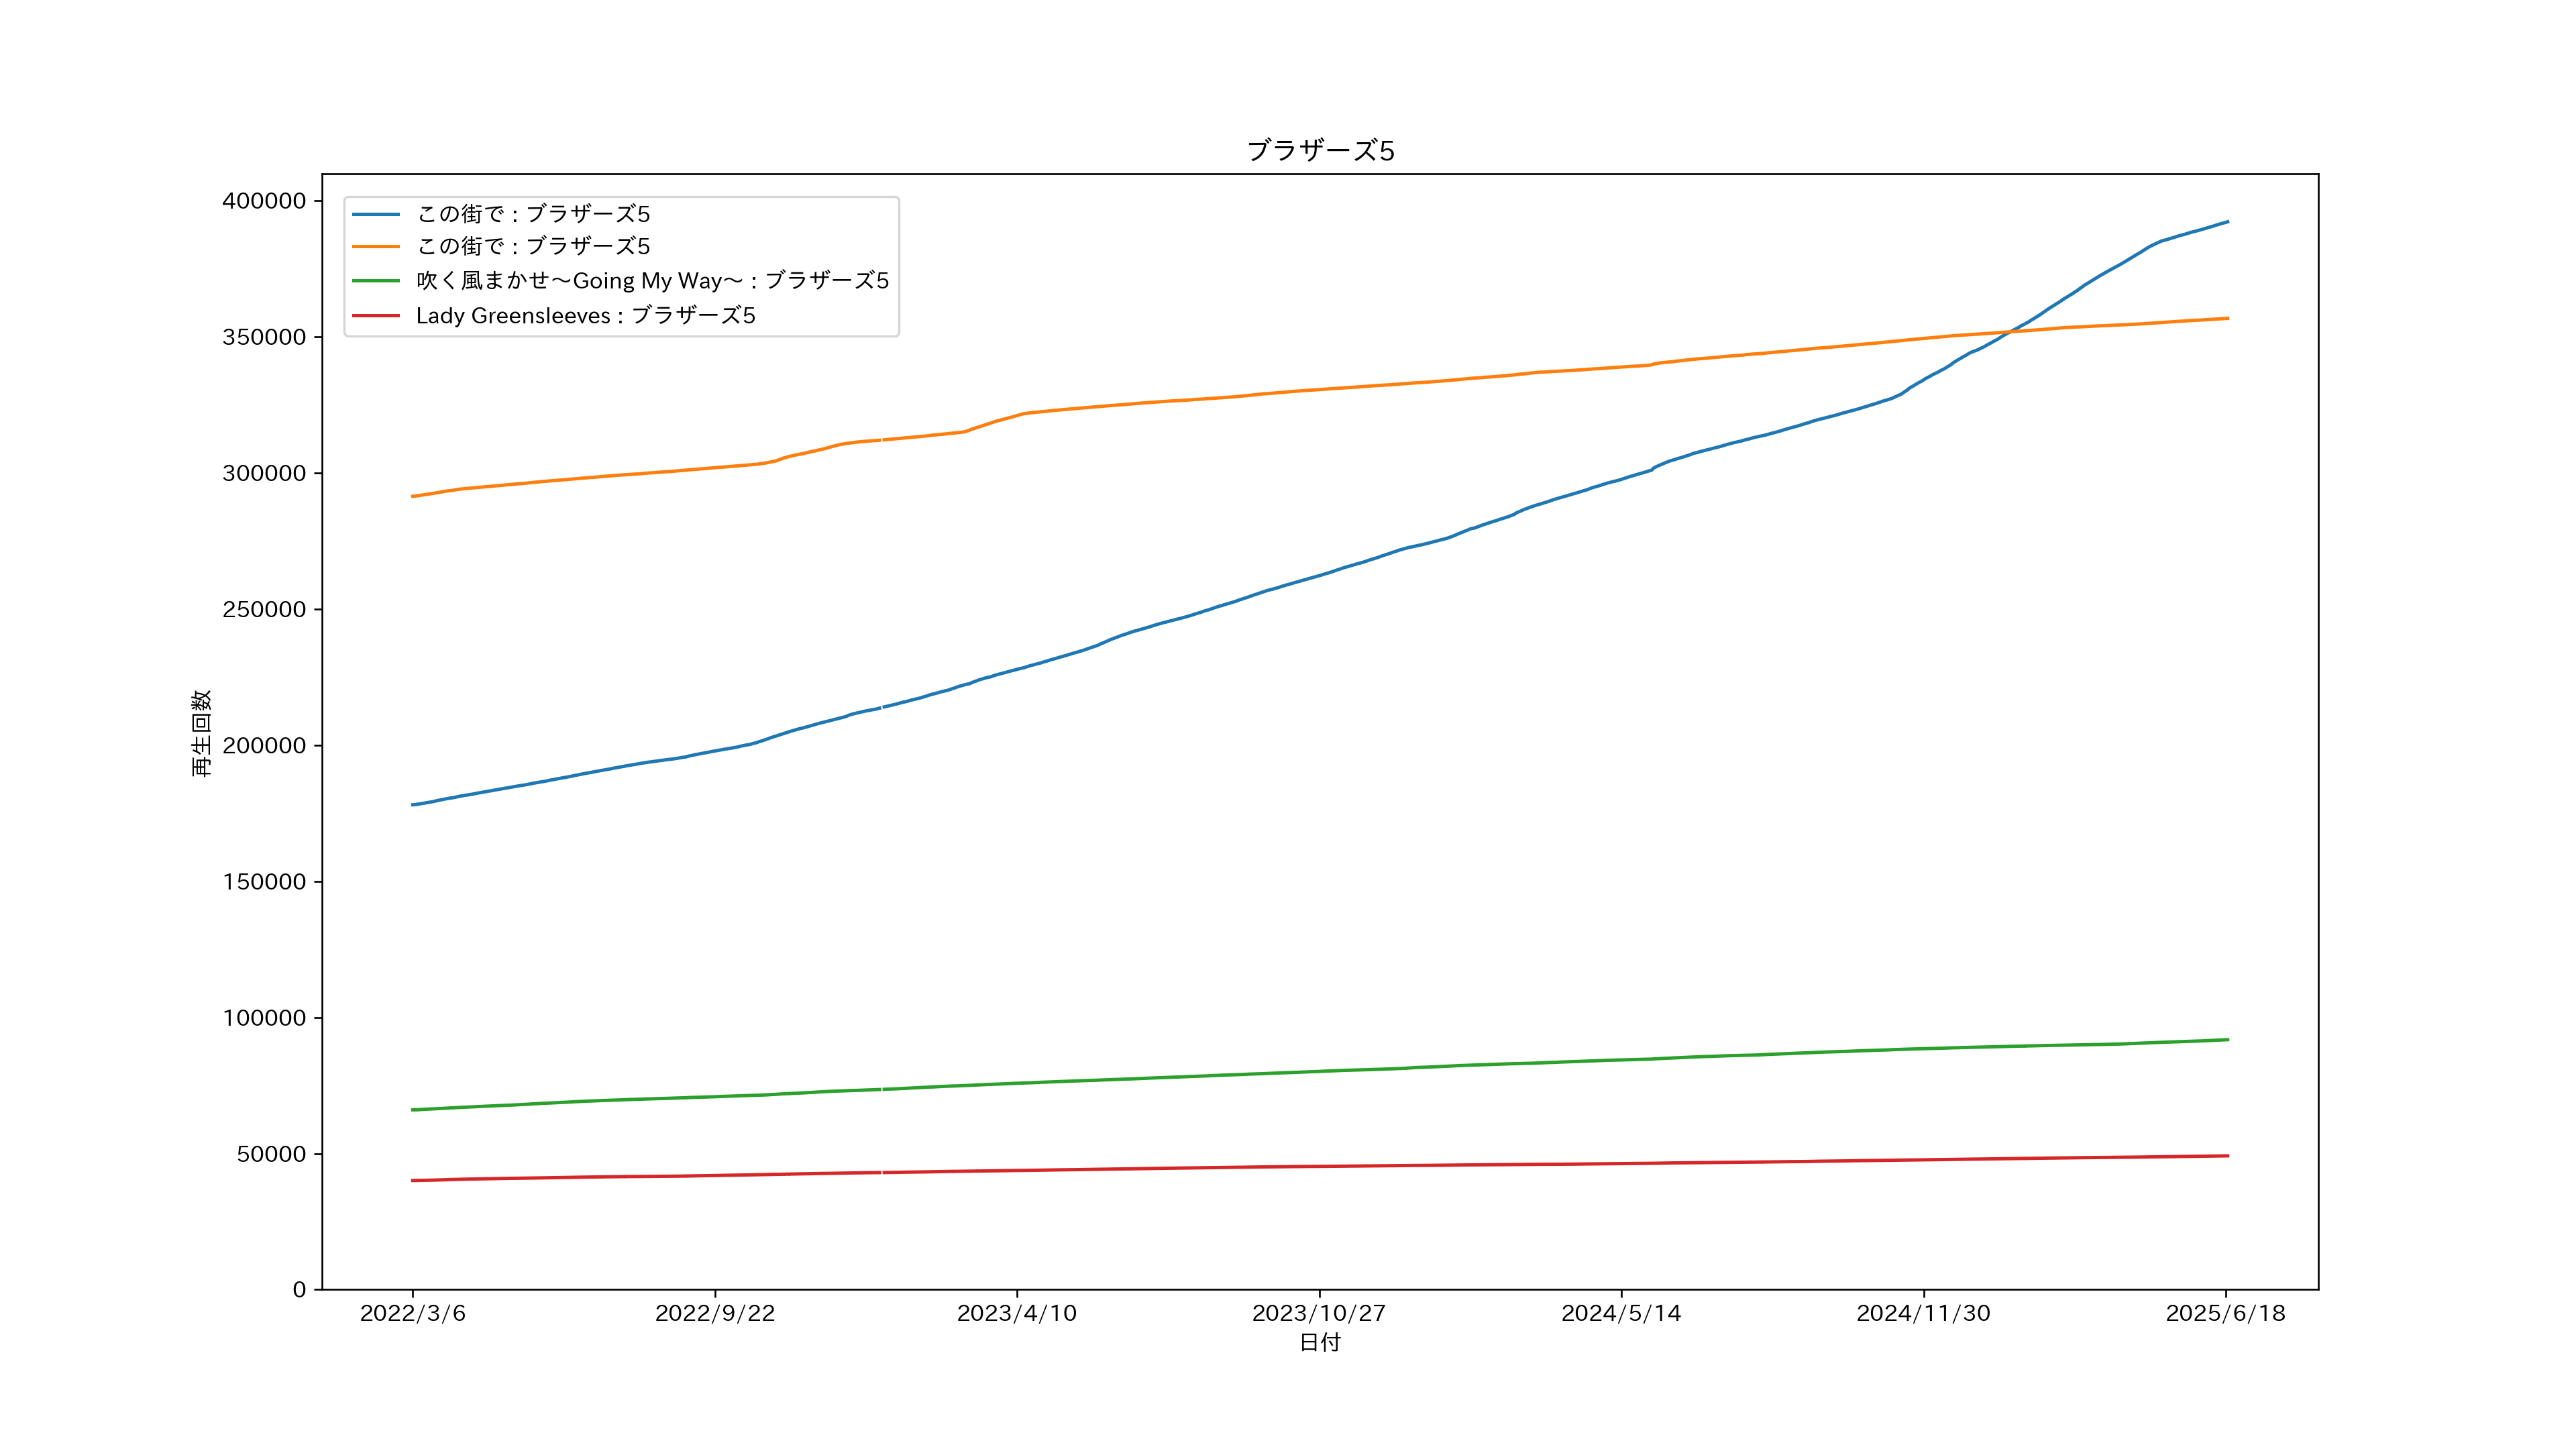 ブラザーズ5
この街で : ブラザーズ5
この街で : ブラザーズ5
吹く風まかせ～Going My Way～ : ブラザーズ5
Lady Greensleeves : ブラザーズ5
400000
350000
300000
250000
200000
150000
100000
50000
0
再生回数
2022/3/6 2022/9/22 2023/4/10 2023/10/27 2024/5/14 2024/11/30 2025/6/18
日付